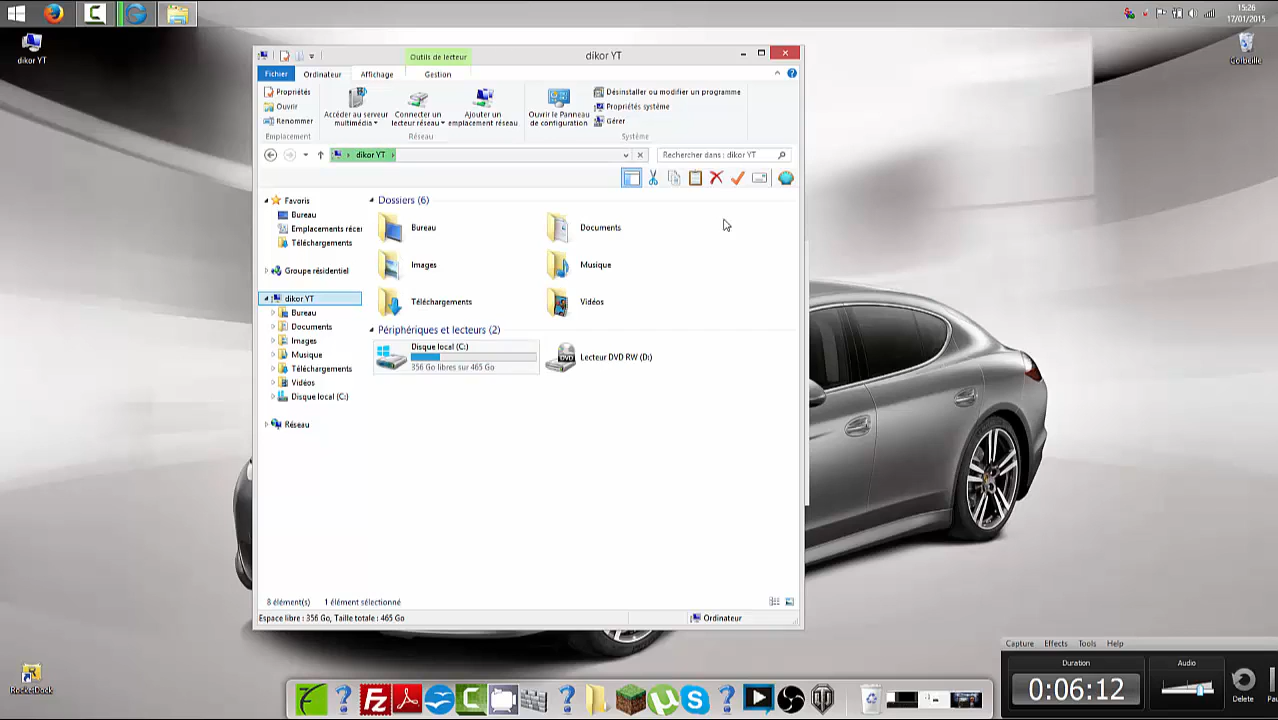 15:26
17/01/2015
dikor YT
Corbeille
Outils de lecteur
dikor YT
Fichier
Ordinateur
Affichage
Gestion
Propriétés
Ouvrir
Renommer
Emplacement
Accéder au serveur
multimédia
Connecter un
lecteur réseau
Ajouter un
emplacement réseau
Réseau
Ouvrir le Panneau
de configuration
Désinstaller ou modifier un programme
Propriétés système
Gérer
Système
dikor YT
Rechercher dans : dikor YT
Favoris
Bureau
Emplacements récer
Téléchargements
Groupe résidentiel
dikor YT
Bureau
Documents
Images
Musique
Téléchargements
Vidéos
Disque local (C:)
Réseau
Dossiers (6)
Bureau
Documents
Images
Musique
Téléchargements
Vidéos
Périphériques et lecteurs (2)
Disque local (C:)
356 Go libres sur 465 Go
DVD
Lecteur DVD RW (D:)
8 élément(s)
1 élément sélectionné
Espace libre : 356 Go, Taille totale : 465 Go
Ordinateur
RocketDock
Capture Effects Tools Help
Duration
0:06:12
Audio
Delete
Pau